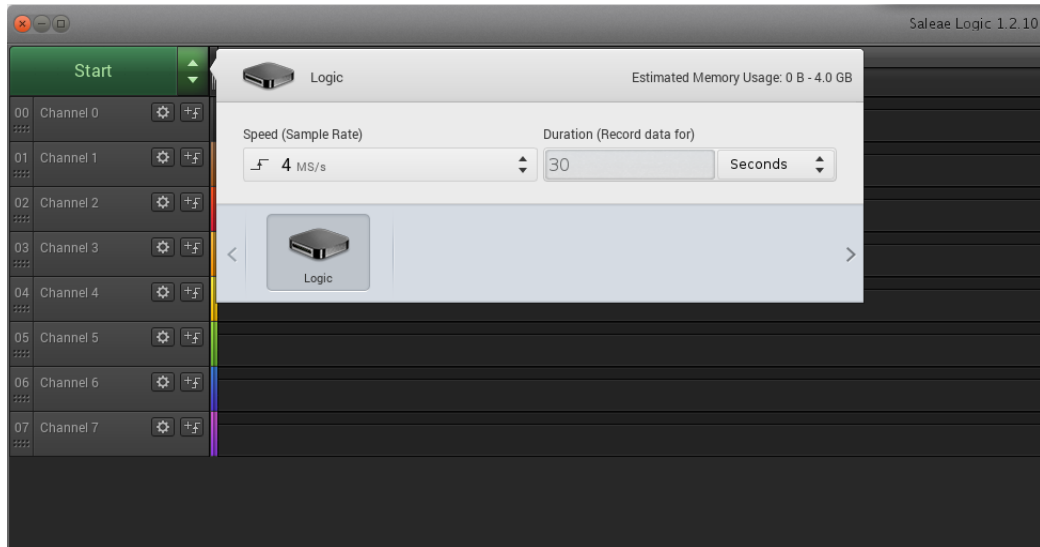 Saleae Logic 1.2.10
Start
Logic
Estimated Memory Usage: 0 B - 4.0 GB
Speed (Sample Rate)
Duration (Record data for)
4 MS/s
30
Seconds
Logic
00 Channel 0
01 Channel 1
02 Channel 2
03 Channel 3
04 Channel 4
05 Channel 5
06 Channel 6
07 Channel 7